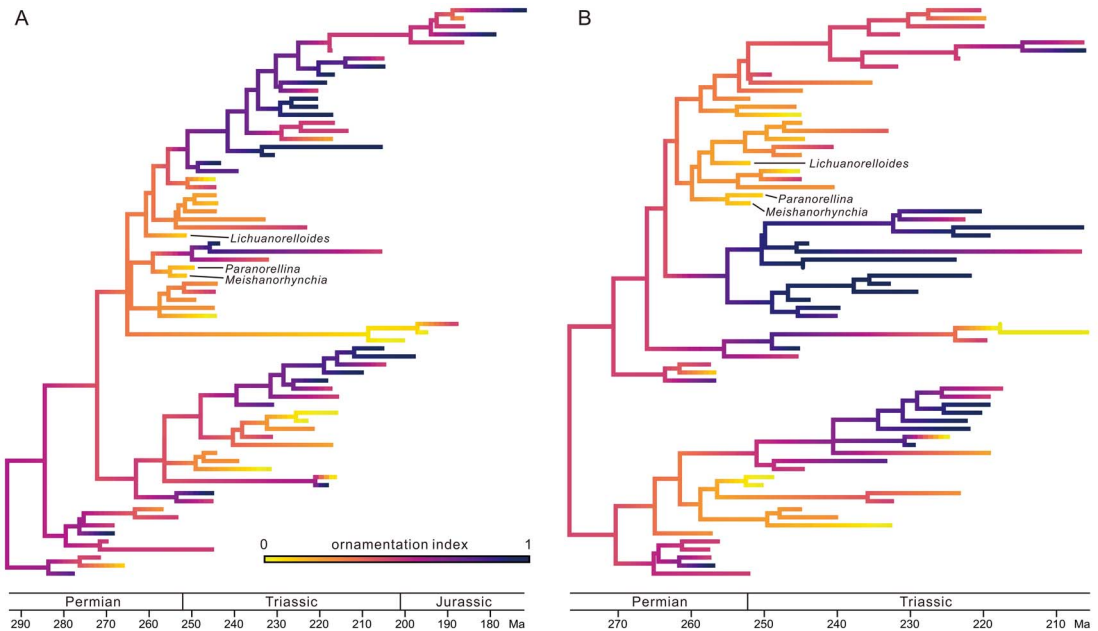 A
B
Lichuanorelloides
Paranorellina
Meishanorhynchia
Lichuanorelloides
Paranorellina
Meishanorhynchia
0 ornamentation index 1
Permian Triassic Jurassic
290 280 270 260 250 240 230 220 210 200 190 180 Ma
Permian Triassic
270 260 250 240 230 220 210 Ma